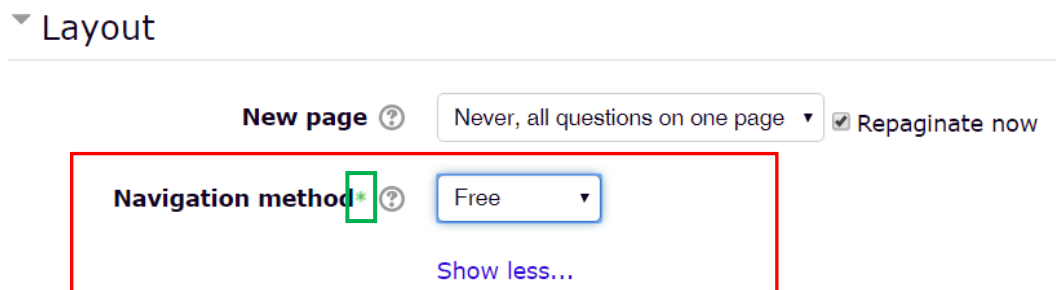 Layout
New page Never, all questions on one page Repaginate now
Navigation method* Free
Show less...